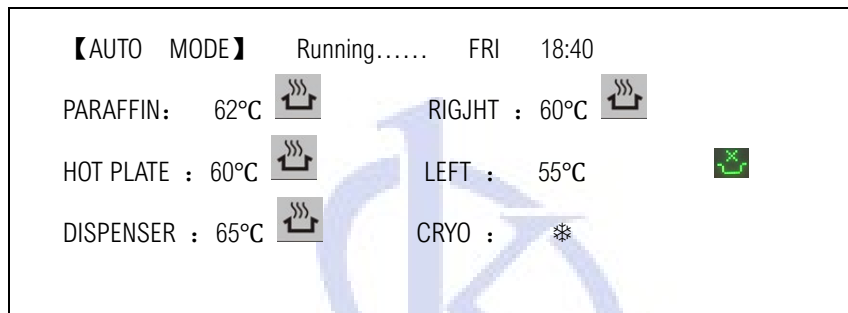 【AUTO MODE】 Running…… FRI 18:40
PARAFFIN： 62℃ RIGJHT ：60℃
HOT PLATE ：60℃ LEFT ： 55℃
DISPENSER ：65℃ CRYO ： ❄